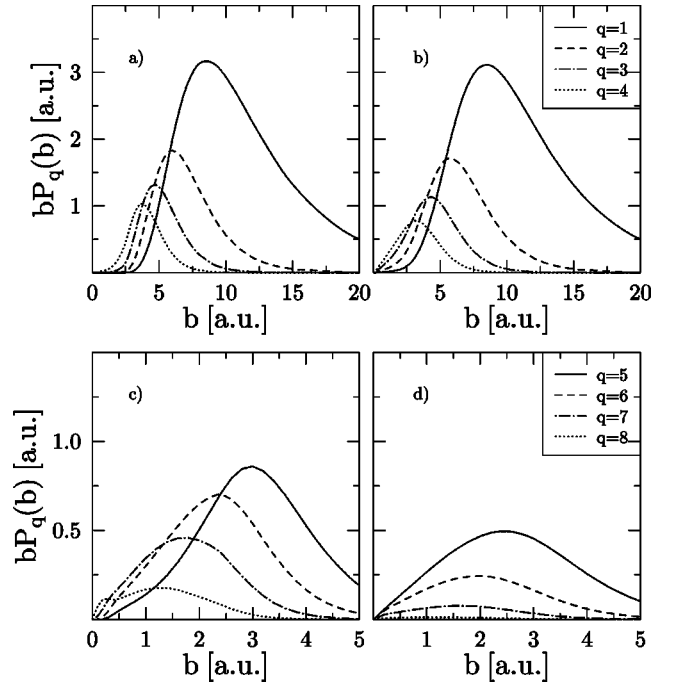 a)
b)
q=1
q=2
q=3
q=4
3
2
1
bP_q(b) [a.u.]
0 5 10 15 20
5 10 15 20
b [a.u.]
b [a.u.]
c)
d)
q=5
q=6
q=7
q=8
1.0
0.5
bP_q(b) [a.u.]
0 1 2 3 4 5
1 2 3 4 5
b [a.u.]
b [a.u.]